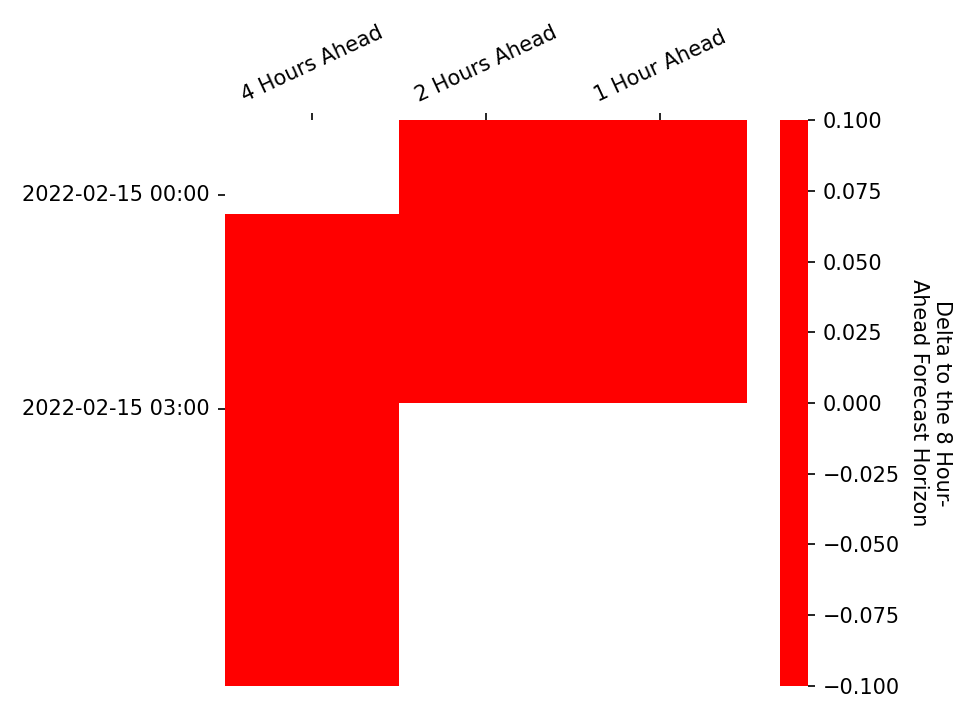 4 Hours Ahead
2 Hours Ahead
1 Hour Ahead
2022-02-15 00:00
2022-02-15 03:00
0.100
0.075
0.050
0.025
0.000
−0.025
−0.050
−0.075
−0.100
Delta to the 8 Hour-
Ahead Forecast Horizon